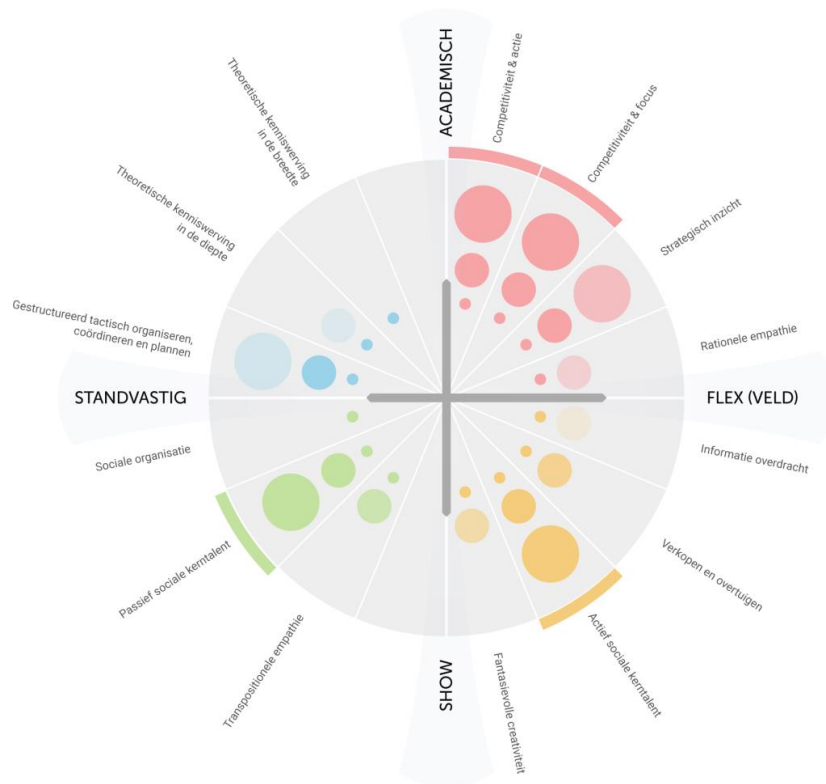 ACADEMISCH
Competitiviteit & actie
Competitiviteit & focus
Strategisch inzicht
Rationele empathie
FLEX (VELD)
Informatie overdracht
Verkopen en overtuigen
Actief sociale kerntalent
Fantasievolle creativiteit
SHOW
Transpositionele empathie
Passief sociale kerntalent
Sociale organisatie
STANDVASTIG
Gestructureerd tactisch organiseren,
coördineren en plannen
Theoretische kenniswerving
in de diepte
Theoretische kenniswerving
in de breedte